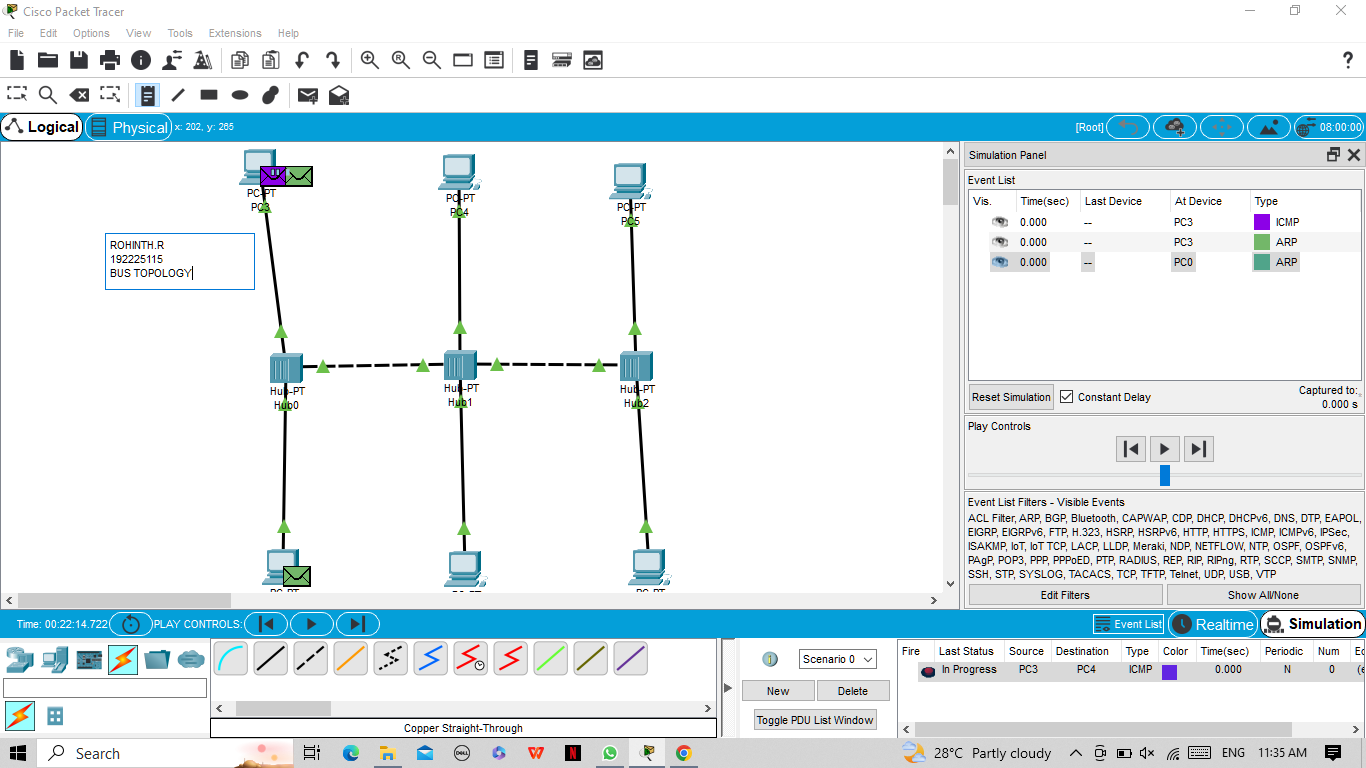 Cisco Packet Tracer
File Edit Options View Tools Extensions Help
Logical Physical x: 202, y: 265 [Root] 08:00:00
PC-PT
PC3
PC-PT
PC4
PC-PT
PC5
ROHINTH.R
192225115
BUS TOPOLOGY
Hub-PT
Hub0
Hub-PT
Hub1
Hub-PT
Hub2
Simulation Panel
Event List
Vis. Time(sec) Last Device At Device Type
0.000 -- PC3 ICMP
0.000 -- PC3 ARP
0.000 -- PC0 ARP
Reset Simulation Constant Delay Captured to:
0.000 s
Play Controls
Event List Filters - Visible Events
ACL Filter, ARP, BGP, Bluetooth, CAPWAP, CDP, DHCP, DHCPv6, DNS, DTP, EAPOL,
EIGRP, EIGRPv6, FTP, H.323, HSRP, HSRPv6, HTTP, HTTPS, ICMP, ICMPv6, IPSec,
ISAKMP, IoT, IoT TCP, LACP, LLDP, Meraki, NDP, NETFLOW, NTP, OSPF, OSPFv6,
PAgP, POP3, PPP, PPPoED, PTP, RADIUS, REP, RIP, RIPng, RTP, SCCP, SMTP, SNMP,
SSH, STP, SYSLOG, TACACS, TCP, TFTP, Telnet, UDP, USB, VTP
Edit Filters Show All/None
Time: 00:22:14.722 PLAY CONTROLS: Event List Realtime Simulation
Copper Straight-Through
Scenario 0
New Delete
Toggle PDU List Window
Fire Last Status Source Destination Type Color Time(sec) Periodic Num
In Progress PC3 PC4 ICMP 0.000 N 0
Search 28°C Partly cloudy ENG 11:35 AM